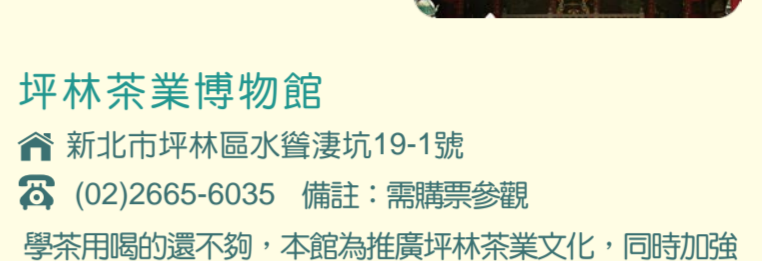 坪林茶業博物館
新北市坪林區水聳淒坑19-1號
(02)2665-6035 備註：需購票參觀
學茶用喝的還不夠，本館為推廣坪林茶業文化，同時加強